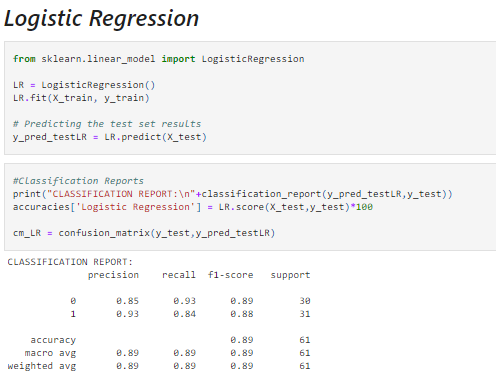 Logistic Regression
from sklearn.linear_model import LogisticRegression
LR = LogisticRegression()
LR.fit(X_train, y_train)
# Predicting the test set results
y_pred_testLR = LR.predict(X_test)
#Classification Reports
print("CLASSIFICATION REPORT:\n"+classification_report(y_pred_testLR,y_test))
accuracies['Logistic Regression'] = LR.score(X_test,y_test)*100
cm_LR = confusion_matrix(y_test,y_pred_testLR)
CLASSIFICATION REPORT:
precision recall f1-score support
0 0.85 0.93 0.89 30
1 0.93 0.84 0.88 31
accuracy 0.89 61
macro avg 0.89 0.89 0.89 61
weighted avg 0.89 0.89 0.89 61